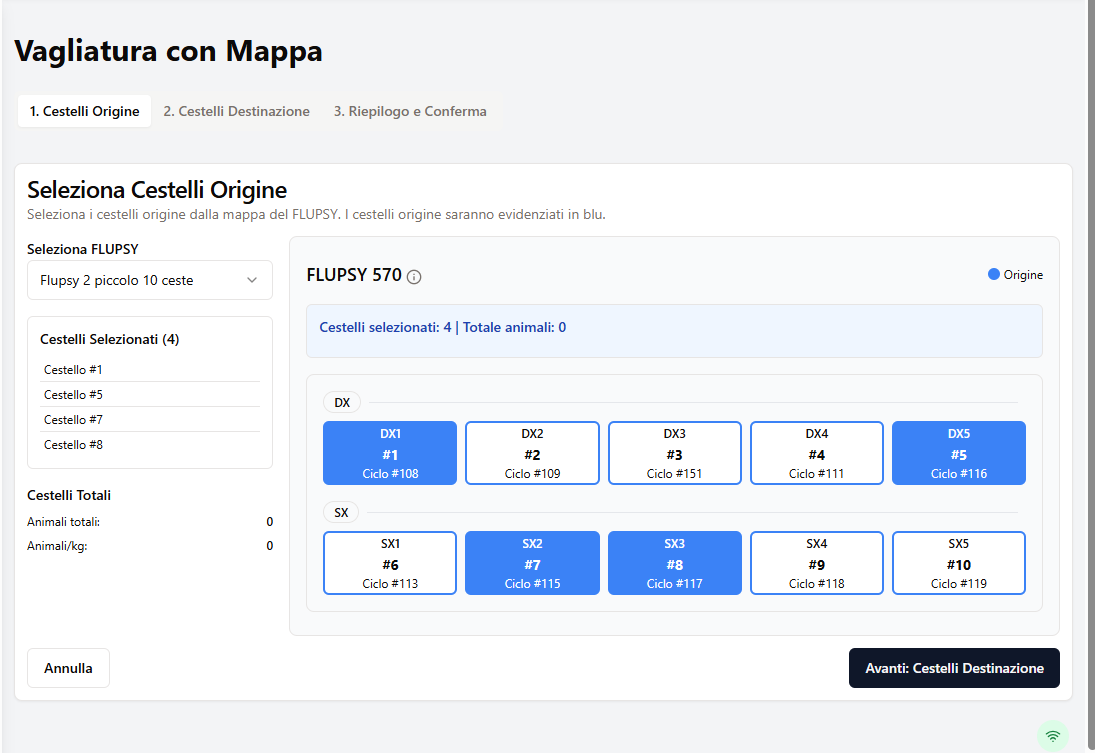 Vagliatura con Mappa
1. Cestelli Origine 2. Cestelli Destinazione 3. Riepilogo e Conferma
Seleziona Cestelli Origine
Seleziona i cestelli origine dalla mappa del FLUPSY. I cestelli origine saranno evidenziati in blu.
Seleziona FLUPSY
Flupsy 2 piccolo 10 ceste
Cestelli Selezionati (4)
Cestello #1
Cestello #5
Cestello #7
Cestello #8
Cestelli Totali
Animali totali: 0
Animali/kg: 0
FLUPSY 570
Origine
Cestelli selezionati: 4 | Totale animali: 0
DX
DX1 DX2 DX3 DX4 DX5
#1 #2 #3 #4 #5
Ciclo #108 Ciclo #109 Ciclo #151 Ciclo #111 Ciclo #116
SX
SX1 SX2 SX3 SX4 SX5
#6 #7 #8 #9 #10
Ciclo #113 Ciclo #115 Ciclo #117 Ciclo #118 Ciclo #119
Annulla
Avanti: Cestelli Destinazione